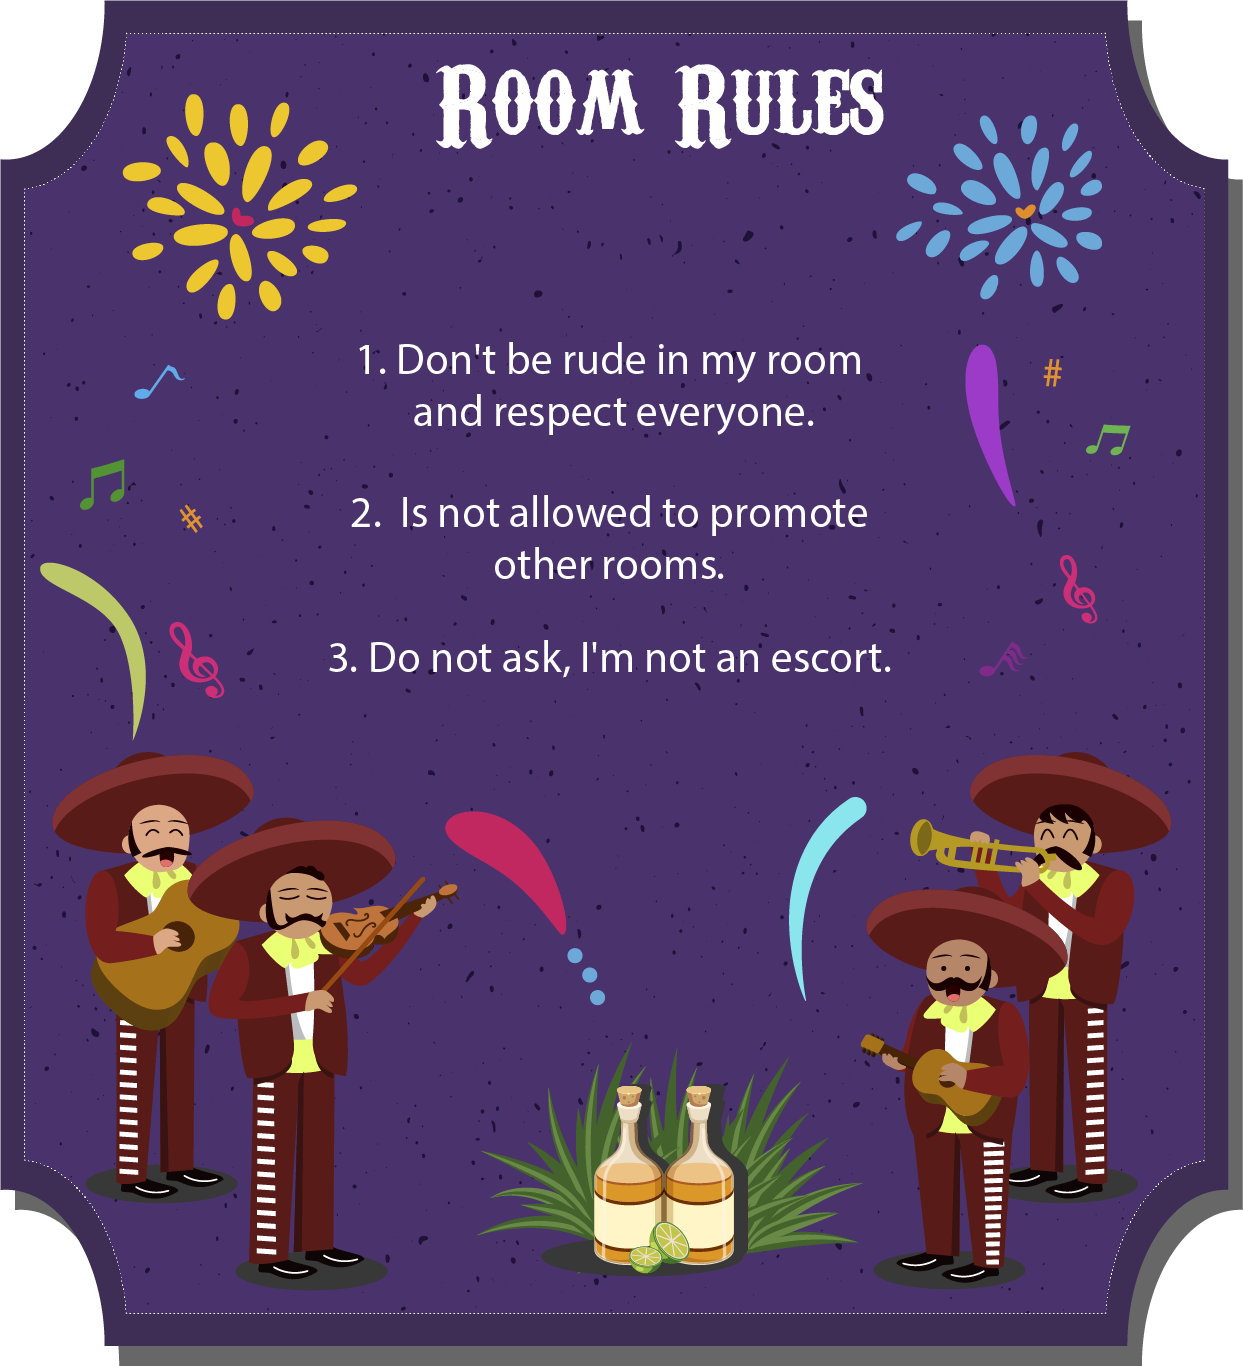 Room Rules
1. Don't be rude in my room
and respect everyone.
2. Is not allowed to promote
other rooms.
3. Do not ask, I'm not an escort.